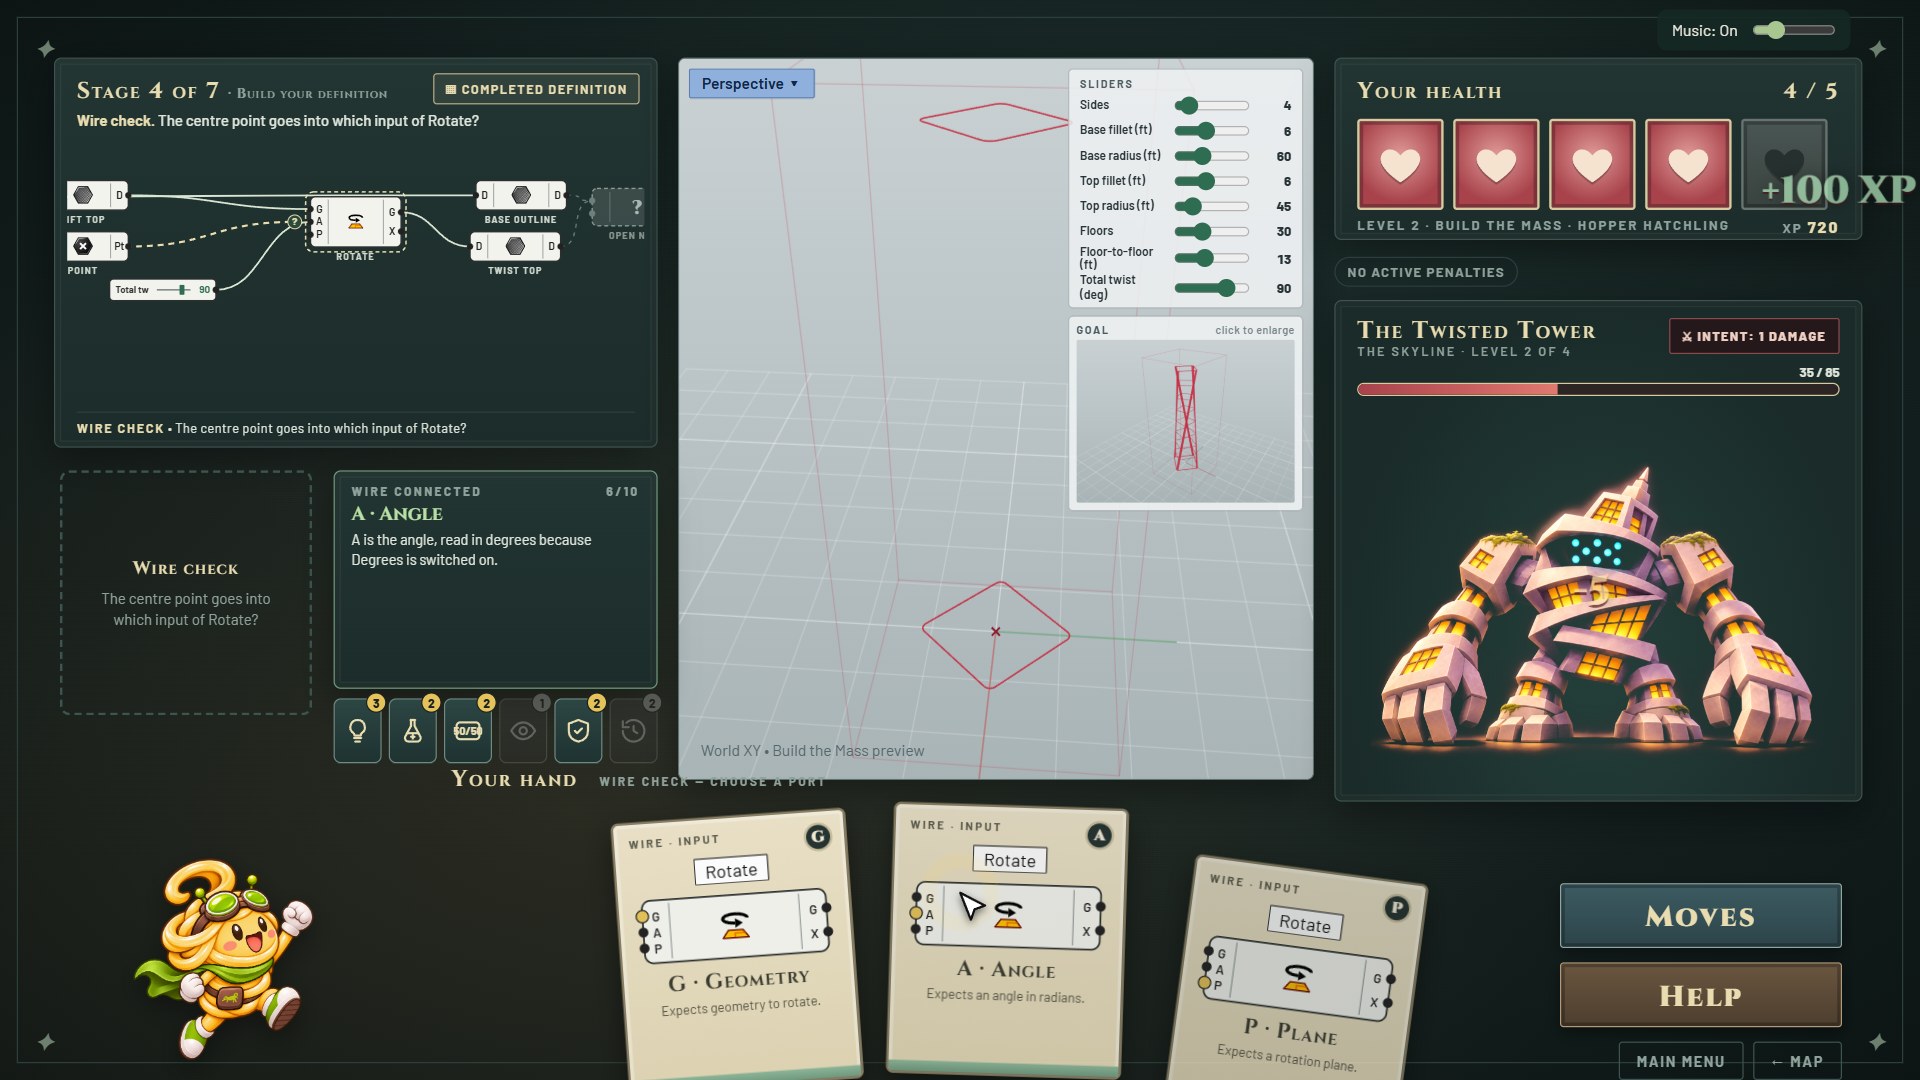 Music: On
Stage 4 of 7 · Build your definition
COMPLETED DEFINITION
Wire check. The centre point goes into which input of Rotate?
D
IFT TOP
Pt
POINT
Total tw 90
?
G
A
P
G
X
ROTATE
D D
BASE OUTLINE
D D
TWIST TOP
?
OPEN N
WIRE CHECK • The centre point goes into which input of Rotate?
Wire check
The centre point goes into
which input of Rotate?
WIRE CONNECTED 6/10
A · Angle
A is the angle, read in degrees because
Degrees is switched on.
3
2
2
1
2
2
50/50
Your hand WIRE CHECK – CHOOSE A PORT
Perspective ▼
SLIDERS
Sides 4
Base fillet (ft) 6
Base radius (ft) 60
Top fillet (ft) 6
Top radius (ft) 45
Floors 30
Floor-to-floor
(ft) 13
Total twist
(deg) 90
GOAL click to enlarge
World XY • Build the Mass preview
Your health 4 / 5
+100 XP
LEVEL 2 · BUILD THE MASS · HOPPER HATCHLING
XP 720
NO ACTIVE PENALTIES
The Twisted Tower
THE SKYLINE · LEVEL 2 OF 4
INTENT: 1 DAMAGE
35 / 85
5
WIRE · INPUT G
Rotate
G
A
P
G
X
G · Geometry
Expects geometry to rotate.
WIRE · INPUT A
Rotate
G
A
P
G
X
A · Angle
Expects an angle in radians.
WIRE · INPUT P
Rotate
G
A
P
G
X
P · Plane
Expects a rotation plane.
Moves
Help
MAIN MENU
← MAP